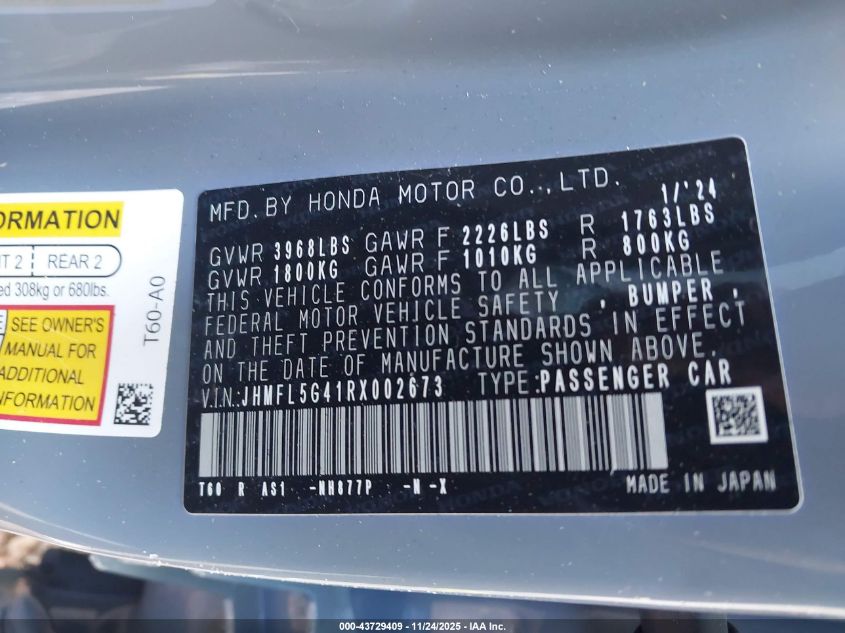 ORMATION
NT 2 REAR 2
ed 308kg or 680lbs.
SEE OWNER'S
MANUAL FOR
ADDITIONAL
INFORMATION
T60-A0
MFD.BY HONDA MOTOR CO.,LTD. 1/'24
GVWR 3968LBS GAWR F 2226LBS R 1763LBS
GVWR 1800KG GAWR F 1010KG R 800KG
THIS VEHICLE CONFORMS TO ALL APPLICABLE
FEDERAL MOTOR VEHICLE SAFETY , BUMPER ,
AND THEFT PREVENTION STANDARDS IN EFFECT
ON THE DATE OF MANUFACTURE SHOWN ABOVE.
V.I.N:JHMFL5G41RX002673 TYPE:PASSENGER CAR
T60 R AS1 -NH877P -N -X MADE IN JAPAN
000-43729409 - 11/24/2025 - IAA Inc.